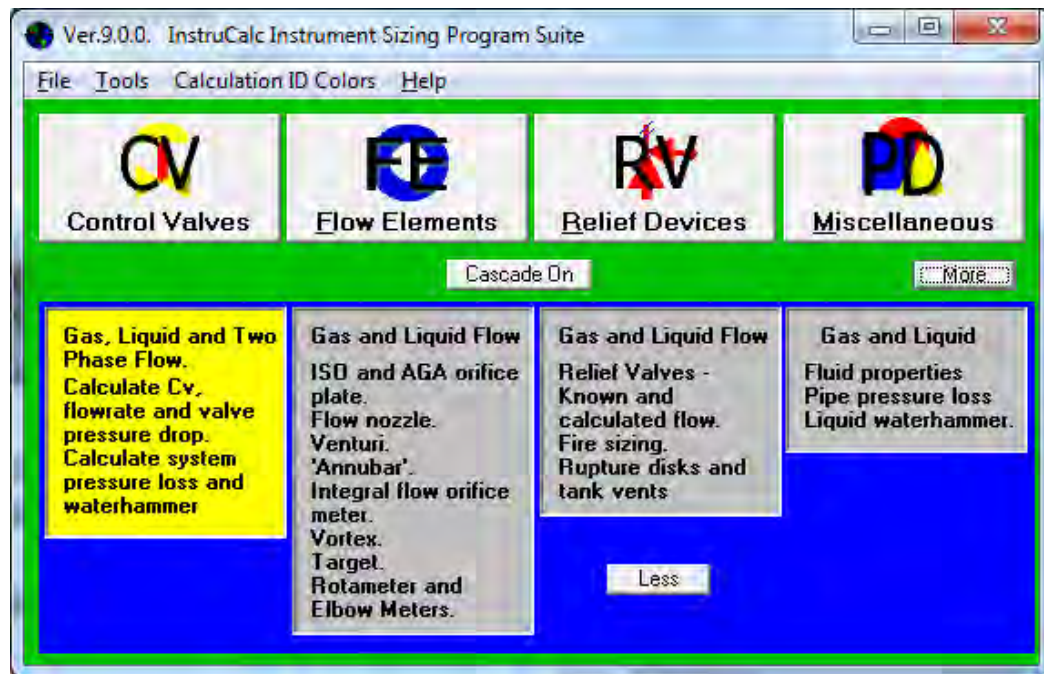 Ver.9.0.0. InstruCalc Instrument Sizing Program Suite
File Tools Calculation ID Colors Help
CV
Control Valves
FE
Flow Elements
RV
Relief Devices
PD
Miscellaneous
Cascade On
More
Gas, Liquid and Two
Phase Flow.
Calculate Cv,
flowrate and valve
pressure drop.
Calculate system
pressure loss and
waterhammer
Gas and Liquid Flow
ISO and AGA orifice
plate.
Flow nozzle.
Venturi.
'Annubar'.
Integral flow orifice
meter.
Vortex.
Target.
Rotameter and
Elbow Meters.
Gas and Liquid Flow
Relief Valves -
Known and
calculated flow.
Fire sizing.
Rupture disks and
tank vents
Less
Gas and Liquid
Fluid properties
Pipe pressure loss
Liquid waterhammer.